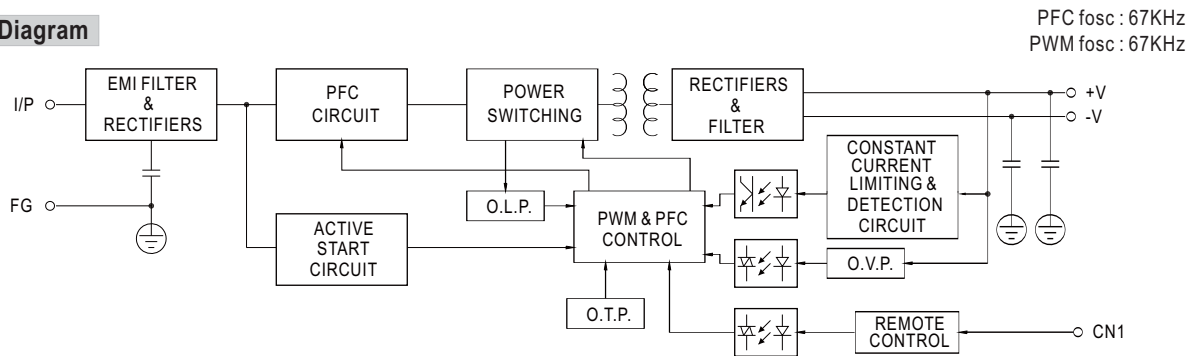 Diagram
PFC fosc : 67KHz
PWM fosc : 67KHz
I/P
EMI FILTER
&
RECTIFIERS
PFC
CIRCUIT
POWER
SWITCHING
RECTIFIERS
&
FILTER
+V
-V
CONSTANT
CURRENT
LIMITING &
DETECTION
CIRCUIT
FG
O.L.P.
PWM & PFC
CONTROL
ACTIVE
START
CIRCUIT
O.V.P.
O.T.P.
REMOTE
CONTROL
CN1